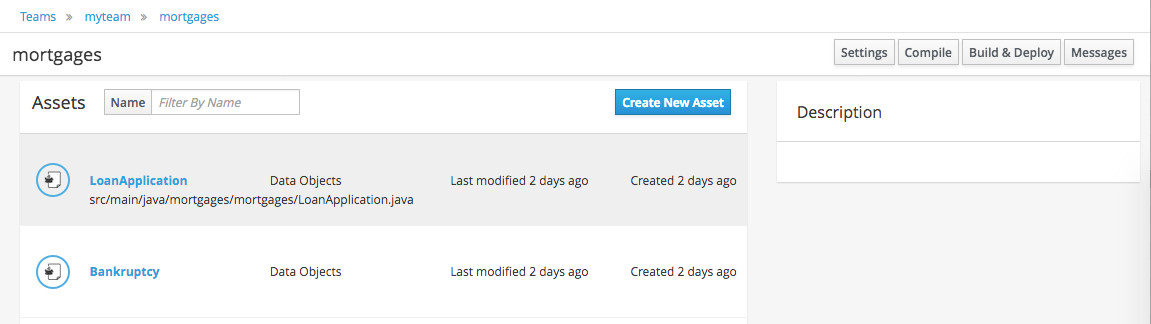 Teams » myteam » mortgages
mortgages
Settings Compile Build & Deploy Messages
Assets Name Filter By Name Create New Asset
Description
LoanApplication Data Objects Last modified 2 days ago Created 2 days ago
src/main/java/mortgages/mortgages/LoanApplication.java
Bankruptcy Data Objects Last modified 2 days ago Created 2 days ago